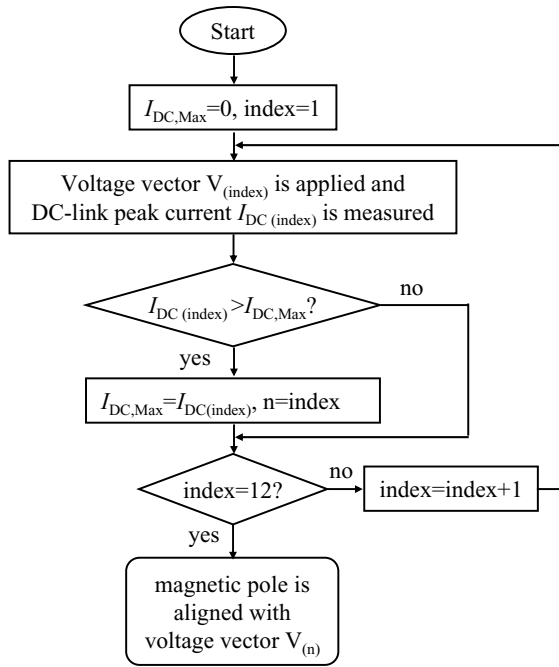 Start
I_DC,Max=0, index=1
Voltage vector V_(index) is applied and
DC-link peak current I_DC (index) is measured
I_DC (index)>I_DC,Max?
no
yes
I_DC,Max=I_DC(index), n=index
index=12?
no
index=index+1
yes
magnetic pole is
aligned with
voltage vector V_(n)